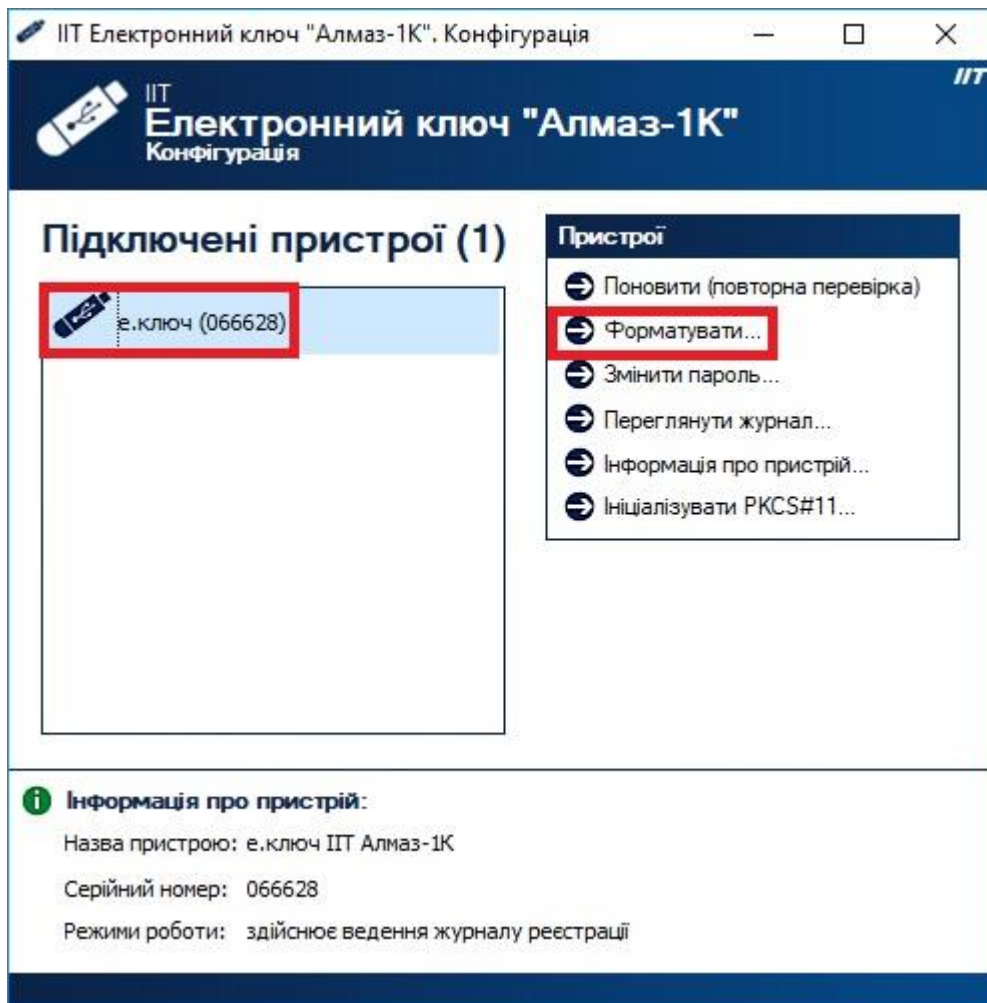 ІІТ Електронний ключ "Алмаз-1К". Конфігурація
ІІТ
ІІТ
Електронний ключ "Алмаз-1К"
Конфігурація
Підключені пристрої (1)
е.ключ (066628)
Пристрої
Поновити (повторна перевірка)
Форматувати...
Змінити пароль...
Переглянути журнал...
Інформація про пристрій...
Ініціалізувати PKCS#11...
Інформація про пристрій:
Назва пристрою: е.ключ ІІТ Алмаз-1К
Серійний номер: 066628
Режими роботи: здійснює ведення журналу реєстрації